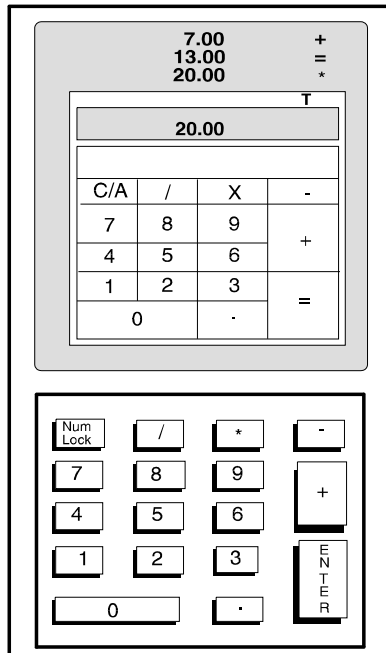 7.00 +
13.00 =
20.00 *
T
20.00
C/A / X -
7 8 9
+
4 5 6
1 2 3
=
0 .
Num
Lock / * -
7 8 9
+
4 5 6
1 2 3
ENTER
0 .